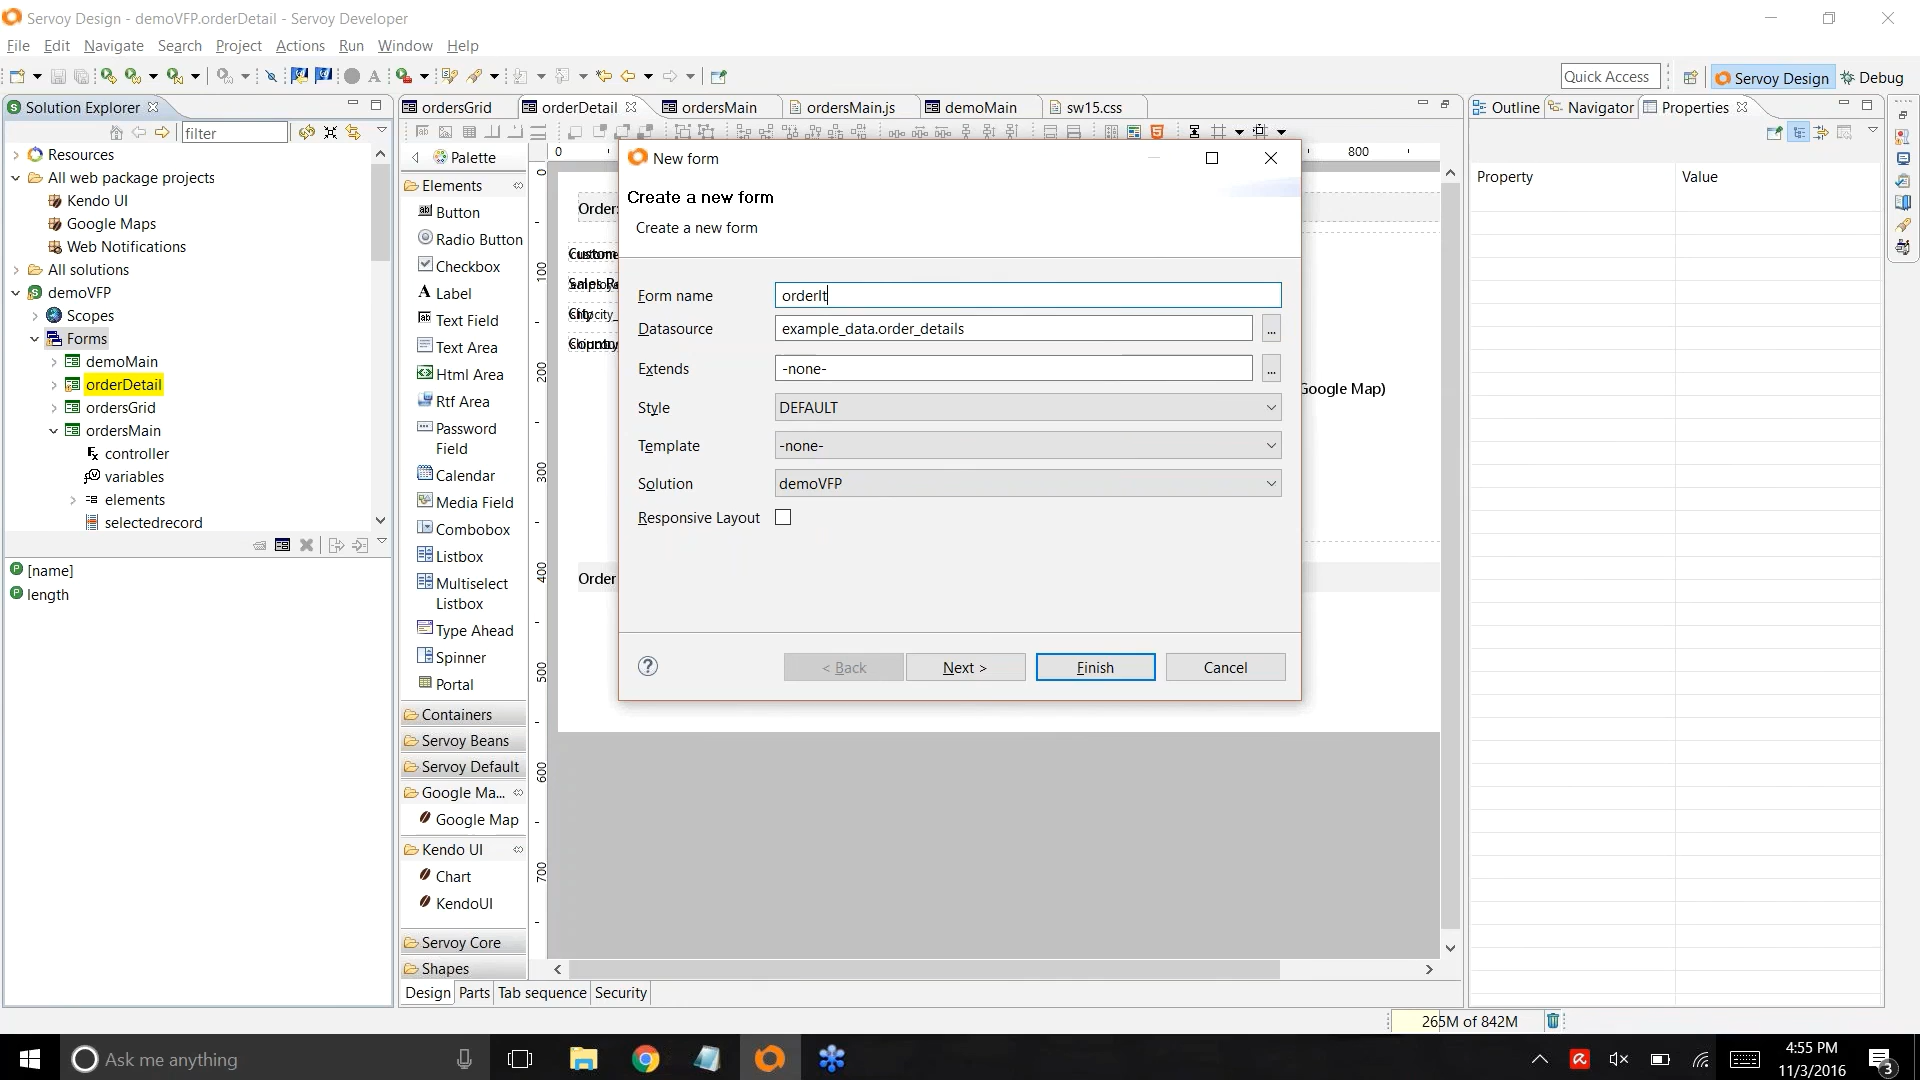 Servoy Design - demoVFP.orderDetail - Servoy Developer
File Edit Navigate Search Project Actions Run Window Help
Quick Access
Servoy Design
Debug
Solution Explorer
filter
Resources
All web package projects
Kendo UI
Google Maps
Web Notifications
All solutions
demoVFP
Scopes
Forms
demoMain
orderDetail
ordersGrid
ordersMain
controller
variables
elements
selectedrecord
[name]
length
ordersGrid orderDetail ordersMain ordersMain.js demoMain sw15.css
Palette
Elements
Button
Radio Button
Checkbox
Label
Text Field
Text Area
Html Area
Rtf Area
Password
Field
Calendar
Media Field
Combobox
Listbox
Multiselect
Listbox
Type Ahead
Spinner
Portal
Containers
Servoy Beans
Servoy Default
Google Ma...
Google Map
Kendo UI
Chart
KendoUI
Servoy Core
Shapes
0
800
0
100
200
300
400
500
600
700
Order
Google Map)
New form
Create a new form
Create a new form
Form name orderIt
Datasource example_data.order_details ...
Extends -none- ...
Style DEFAULT
Template -none-
Solution demoVFP
Responsive Layout
< Back Next > Finish Cancel
Design Parts Tab sequence Security
Outline Navigator Properties
Property Value
265M of 842M
Ask me anything
4:55 PM
11/3/2016
3